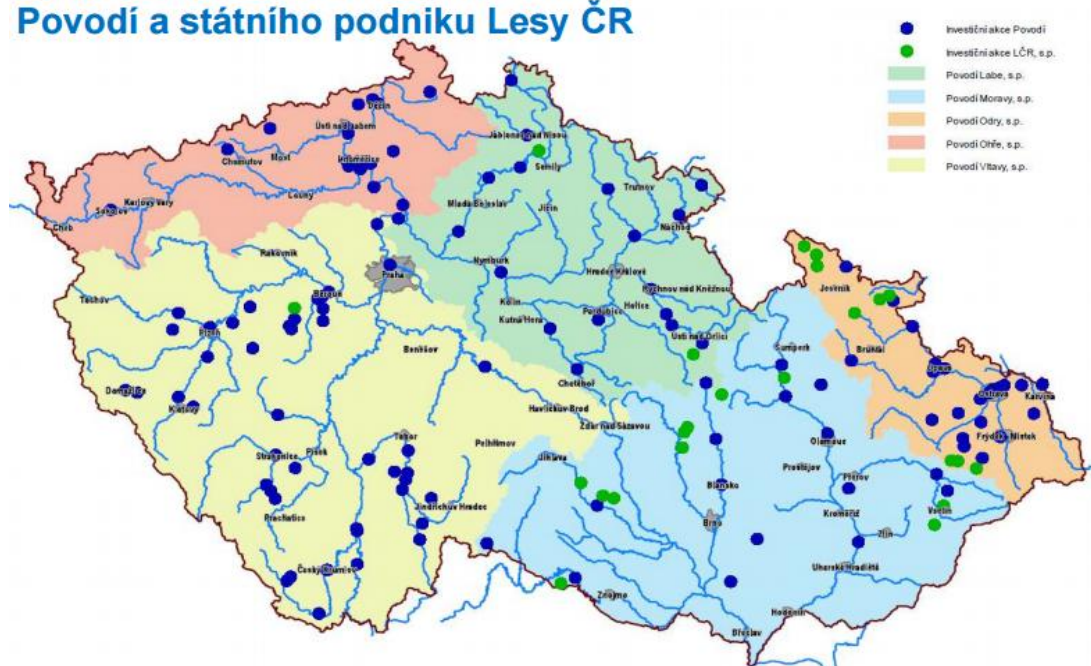 Povodí a státního podniku Lesy ČR
Investiční akce Povodí
Investiční akce LČR, s.p.
Povodí Labe, s.p.
Povodí Moravy, s.p.
Povodí Odry, s.p.
Povodí Ohře, s.p.
Povodí Vltavy, s.p.
Děčín
Ústí nad Labem
Jablonec nad Nisou
Most
Chomutov
Litoměřice
Semily
Trutnov
Louny
Karlovy Vary
Sokolov
Mladá Boleslav
Jičín
Cheb
Náchod
Rakovník
Nymburk
Hradec Králové
Praha
Jeseník
Tachov
Beroun
Rychnov nad Kněžnou
Kolín
Holice
Kutná Hora
Pardubice
Plzeň
Ústí nad Orlicí
Benešov
Šumperk
Bruntál
Opava
Chotěboř
Domažlice
Ostrava
Karviná
Klatovy
Havlíčkův Brod
Žďár nad Sázavou
Tábor
Pelhřimov
Olomouc
Frýdek - Místek
Strakonice
Písek
Jihlava
Prostějov
Přerov
Blansko
Jindřichův Hradec
Prachatice
Kroměříž
Vsetín
Brno
Zlín
Český Krumlov
Uherské Hradiště
Znojmo
Hodonín
Břeclav